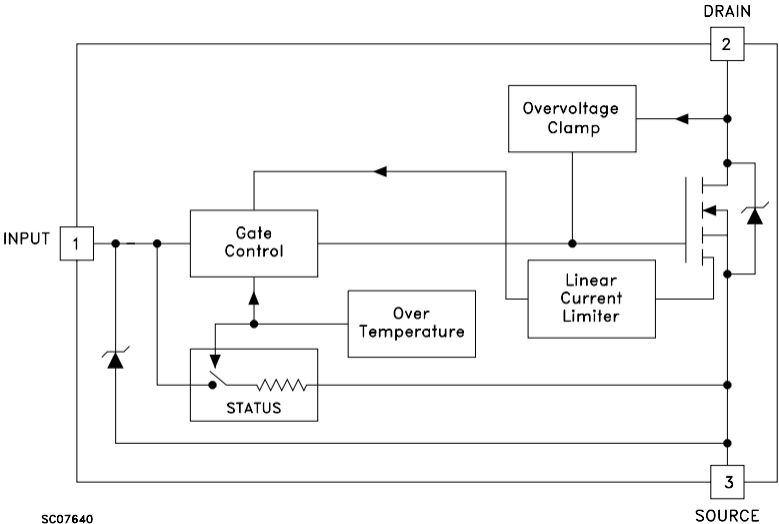 DRAIN
2
Overvoltage
Clamp
INPUT
1
Gate
Control
Linear
Current
Limiter
Over
Temperature
STATUS
3
SOURCE
SC07640